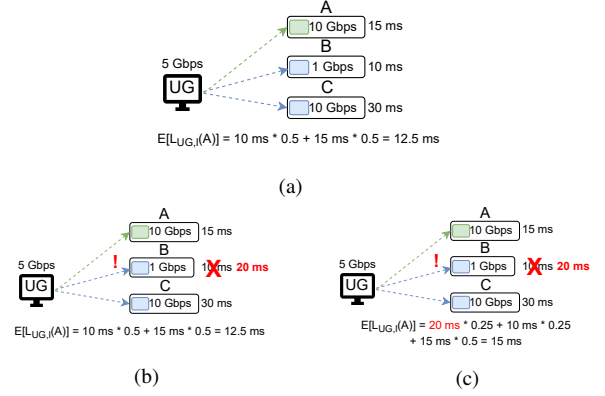 A
10 Gbps 15 ms
B
5 Gbps
1 Gbps 10 ms
UG
C
10 Gbps 30 ms
E[L_UG,I(A)] = 10 ms * 0.5 + 15 ms * 0.5 = 12.5 ms
(a)
A
10 Gbps 15 ms
B
!
5 Gbps
1 Gbps 10 ms X 20 ms
UG
C
10 Gbps 30 ms
E[L_UG,I(A)] = 10 ms * 0.5 + 15 ms * 0.5 = 12.5 ms
(b)
A
10 Gbps 15 ms
B
!
5 Gbps
1 Gbps 10 ms X 20 ms
UG
C
10 Gbps 30 ms
E[L_UG,I(A)] = 20 ms * 0.25 + 10 ms * 0.25
+ 15 ms * 0.5 = 15 ms
(c)